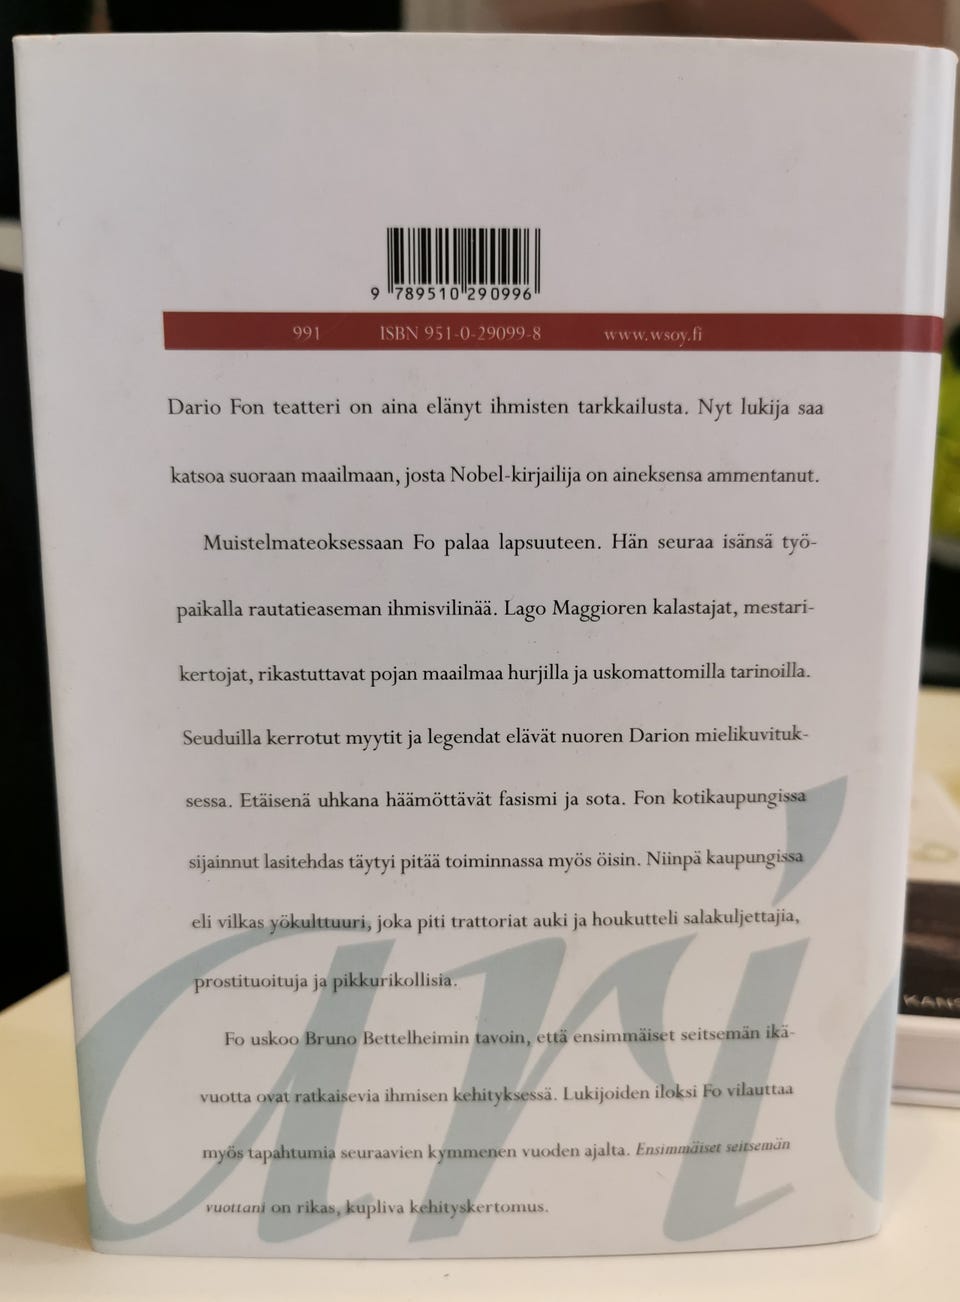 9 789510 290996
991 ISBN 951-0-29099-8 www.wsoy.fi
Dario Fon teatteri on aina elänyt ihmisten tarkkailusta. Nyt lukija saa
katsoa suoraan maailmaan, josta Nobel-kirjailija on aineksensa ammentanut.
Muistelmateoksessaan Fo palaa lapsuuteen. Hän seuraa isänsä työ-
paikalla rautatieaseman ihmisvilinää. Lago Maggioren kalastajat, mestari-
kertojat, rikastuttavat pojan maailmaa hurjilla ja uskomattomilla tarinoilla.
Seuduilla kerrotut myytit ja legendat elävät nuoren Darion mielikuvituk-
sessa. Etäisenä uhkana häämöttävät fasismi ja sota. Fon kotikaupungissa
sijainnut lasitehdas täytyi pitää toiminnassa myös öisin. Niinpä kaupungissa
eli vilkas yökulttuuri, joka piti trattoriat auki ja houkutteli salakuljettajia,
prostituoituja ja pikkurikollisia.
Fo uskoo Bruno Bettelheimin tavoin, että ensimmäiset seitsemän ikä-
vuotta ovat ratkaisevia ihmisen kehityksessä. Lukijoiden iloksi Fo vilauttaa
myös tapahtumia seuraavien kymmenen vuoden ajalta. Ensimmäiset seitsemän
vuottani on rikas, kupliva kehityskertomus.
ari
KANS